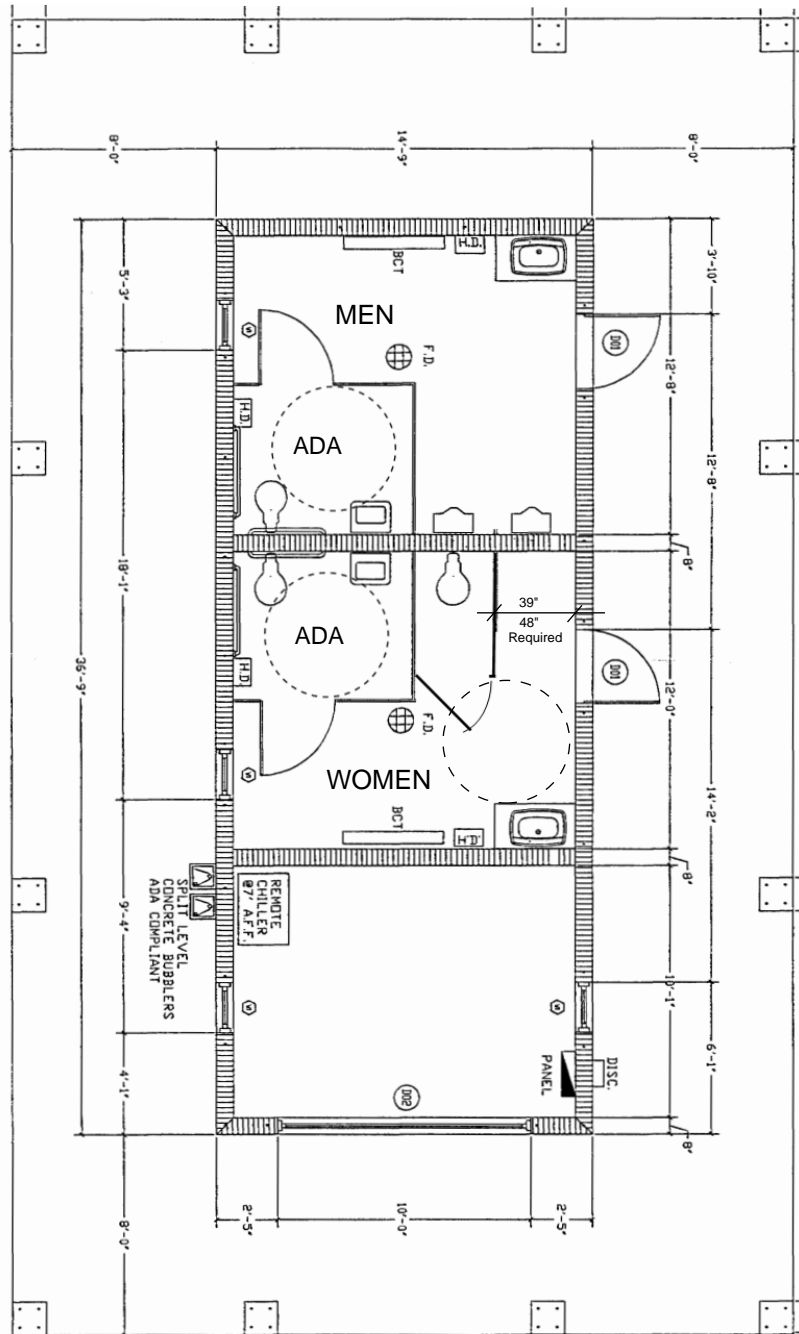 8'-0"
14'-9"
8'-0"
5'-3"
18'-1"
9'-4"
4'-1"
8'-0"
36'-9"
3'-10"
12'-8"
14'-2"
6'-1"
12'-8"
8"
12'-0"
8"
10'-1"
8"
2'-5"
10'-0"
2'-5"
BCT
H.D.
MEN
F.D.
D01
H.D.
ADA
39"
48"
Required
ADA
D01
H.D.
F.D.
WOMEN
BCT
H.D.
REMOTE
CHILLER
@7' A.F.F.
SPLIT LEVEL
CONCRETE BUBBLERS
ADA COMPLIANT
DISC.
PANEL
D02